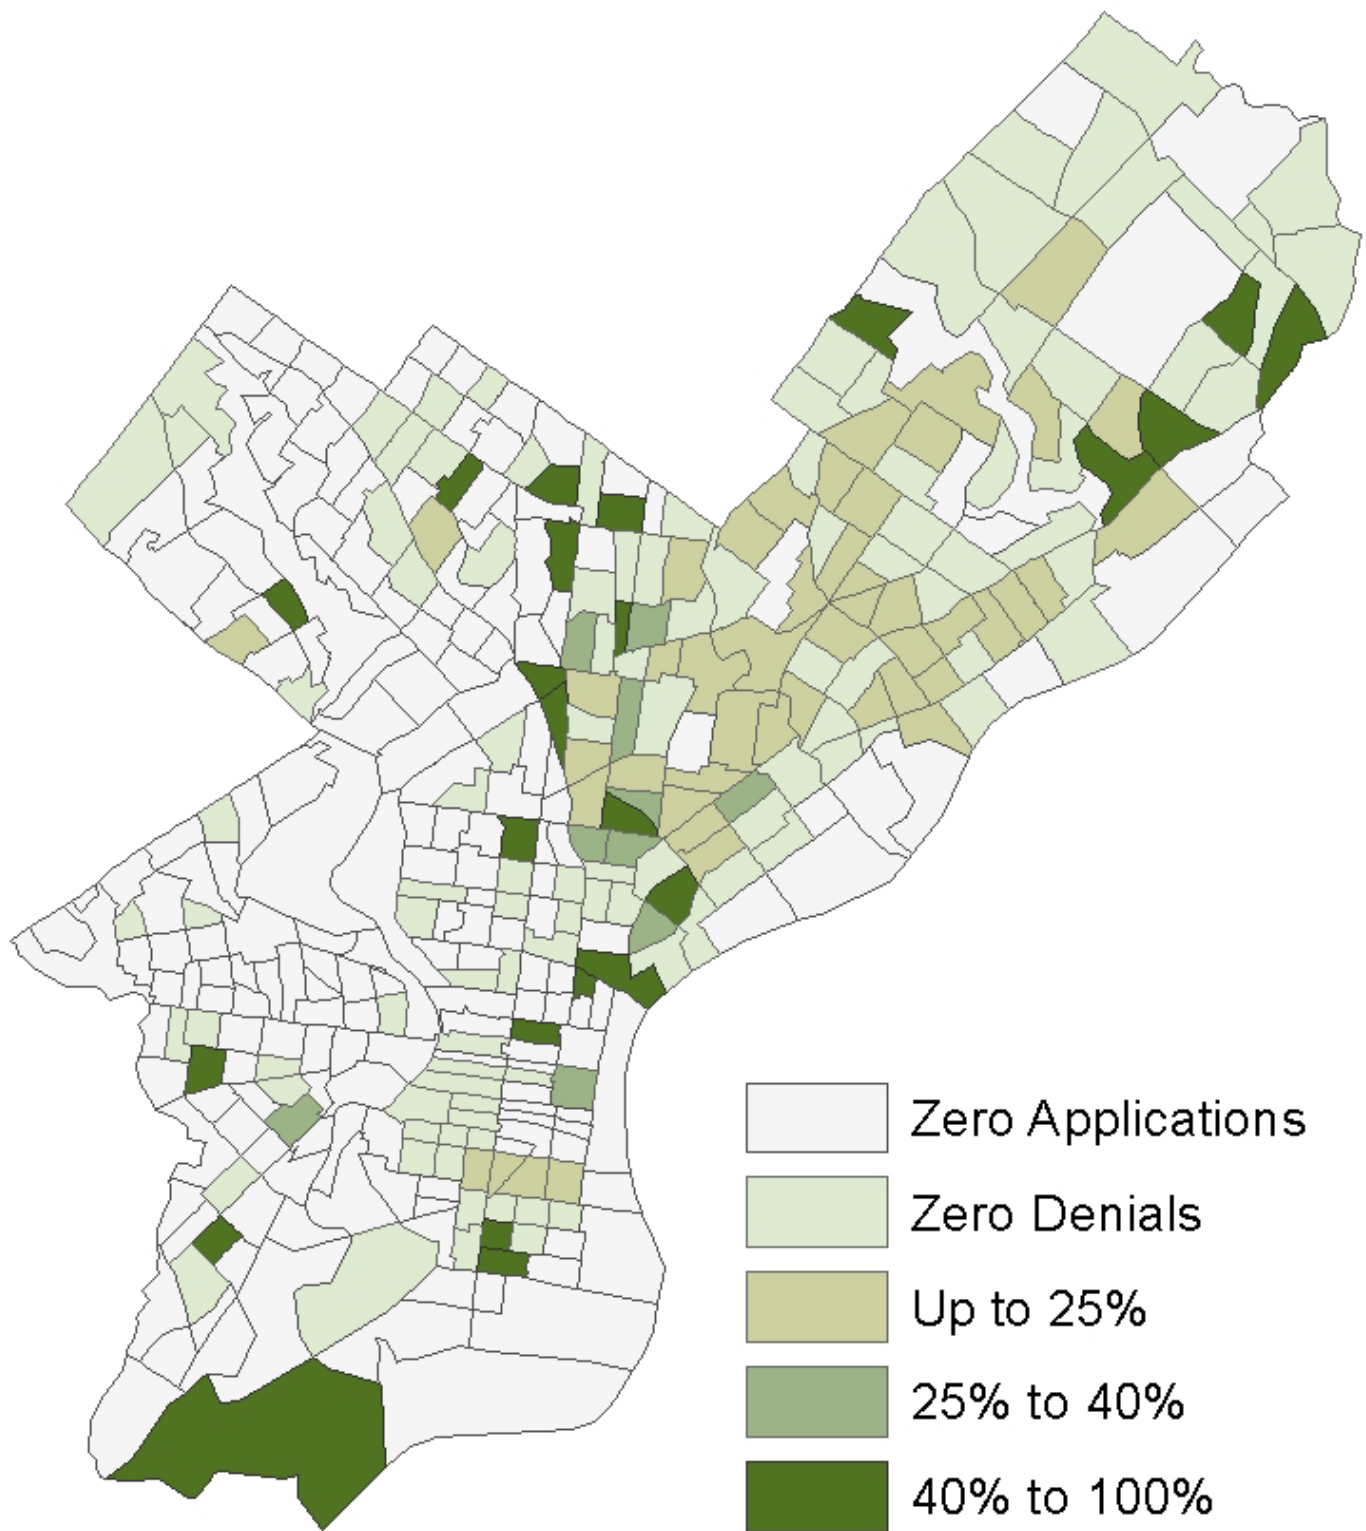 Zero Applications
Zero Denials
Up to 25%
25% to 40%
40% to 100%